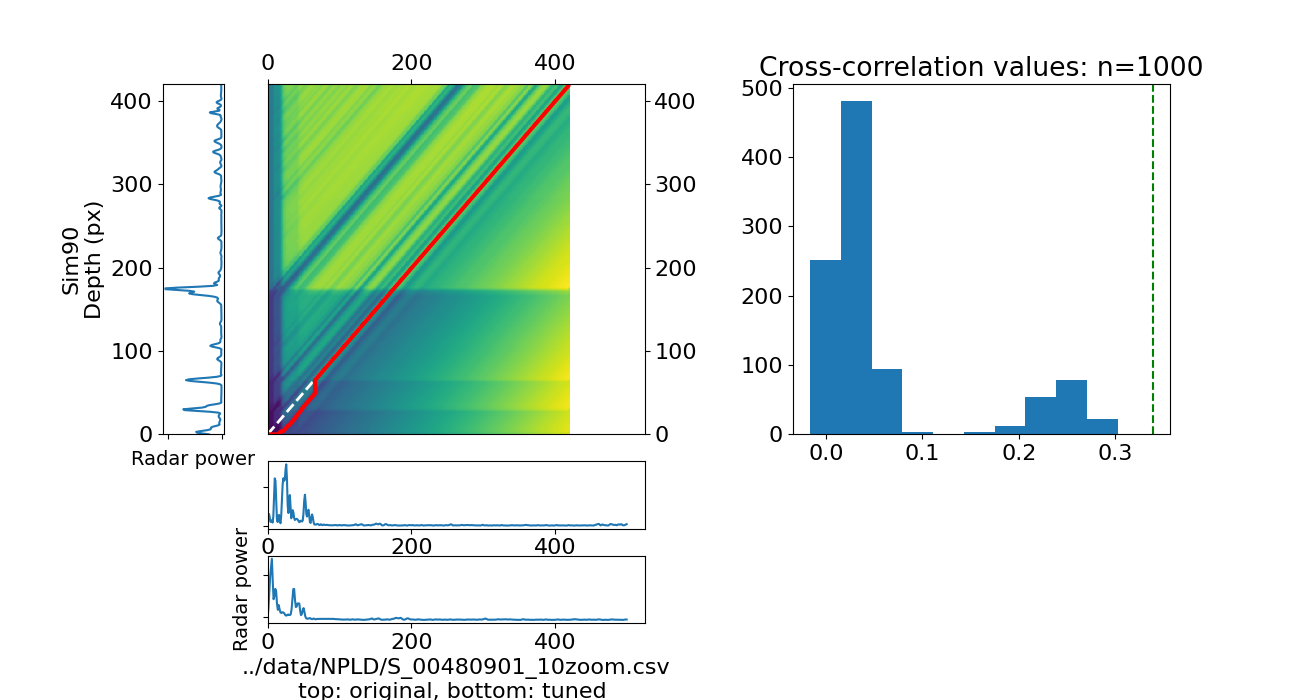 Cross-correlation values: n=1000
0 200 400
400
300
200
100
0
Sim90
Depth (px)
400
300
200
100
0
500
400
300
200
100
0
0.0 0.1 0.2 0.3
Radar power
0 200 400
Radar power
0 200 400
../data/NPLD/S_00480901_10zoom.csv
top: original, bottom: tuned